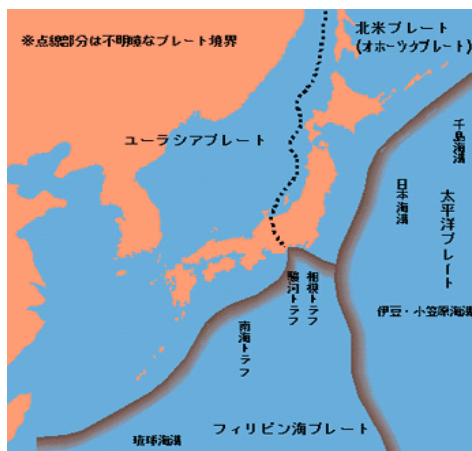 ※点線部分は不明瞭なプレート境界
北米プレート
(オホーツクプレート)
ユーラシアプレート
千島海溝
日本海溝
太平洋プレート
伊豆・小笠原海溝
相模トラフ
駿河トラフ
南海トラフ
フィリピン海プレート
琉球海溝